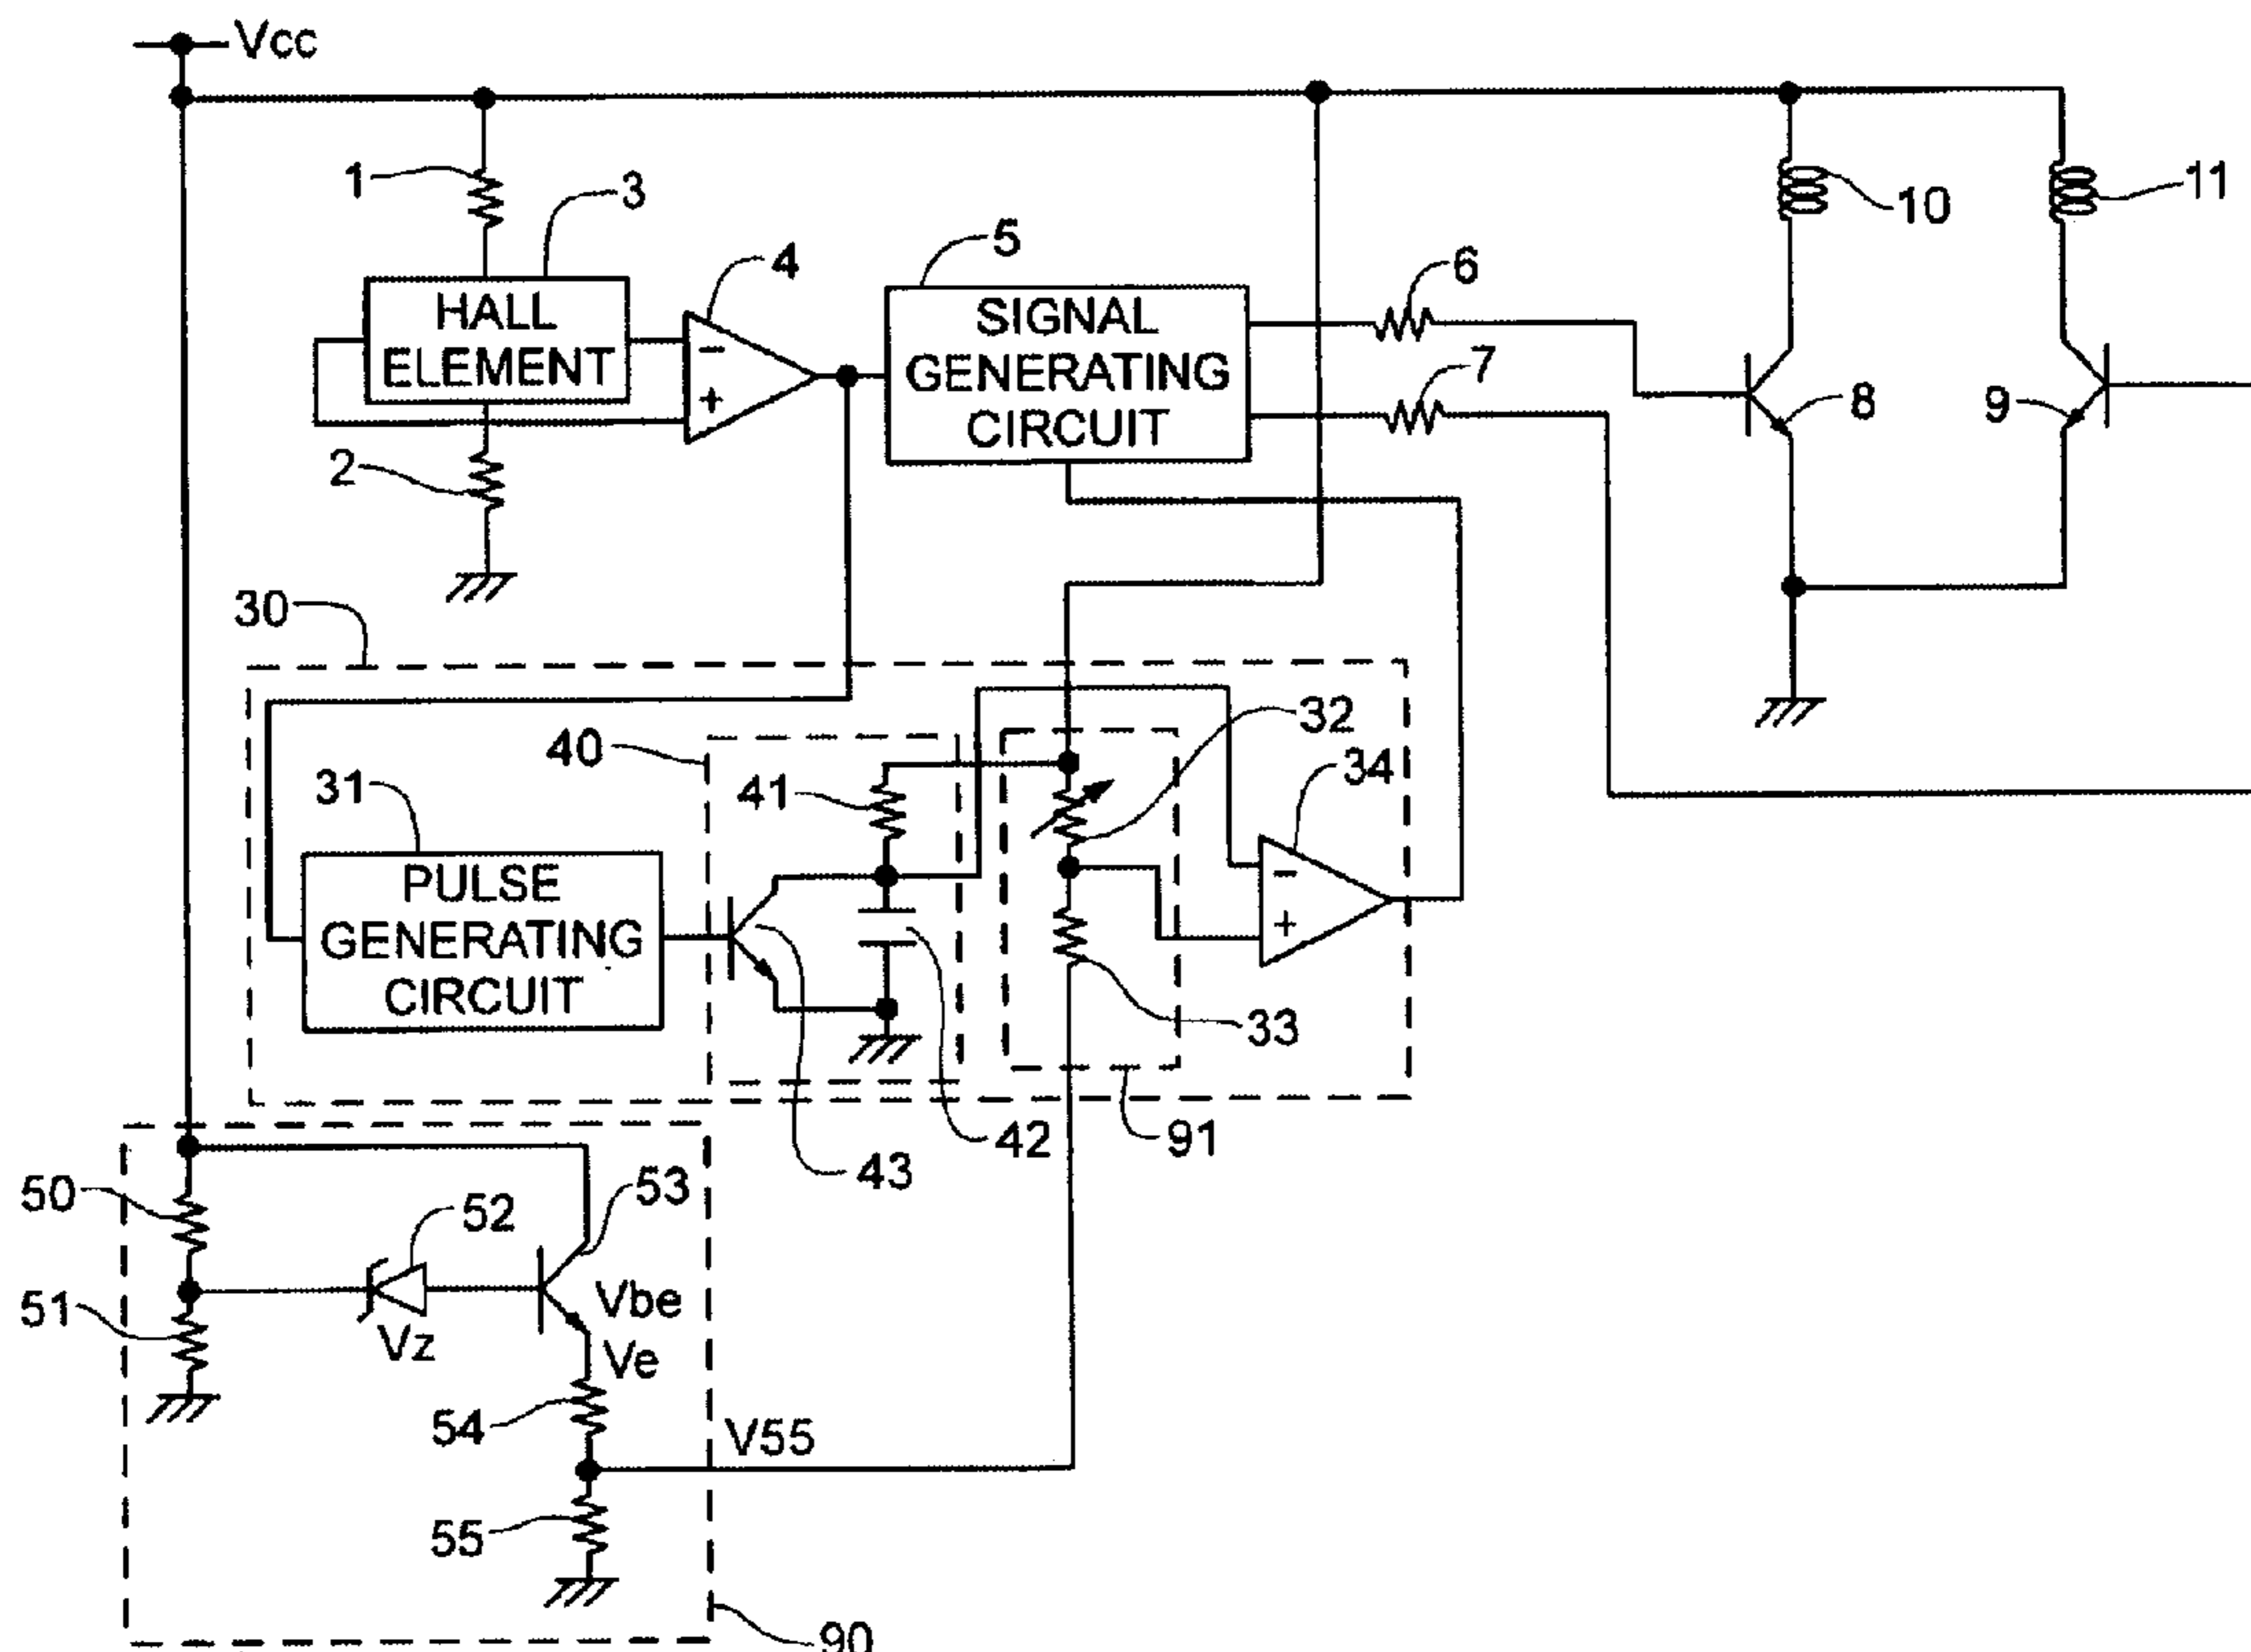 Vcc
1
3
4
5
6
10
11
HALL
ELEMENT
-
+
SIGNAL
GENERATING
CIRCUIT
7
8
9
2
30
32
40
34
31
41
PULSE
GENERATING
CIRCUIT
-
+
33
42
91
43
50
52
53
51
Vz
Vbe
Ve
54
V55
55
90